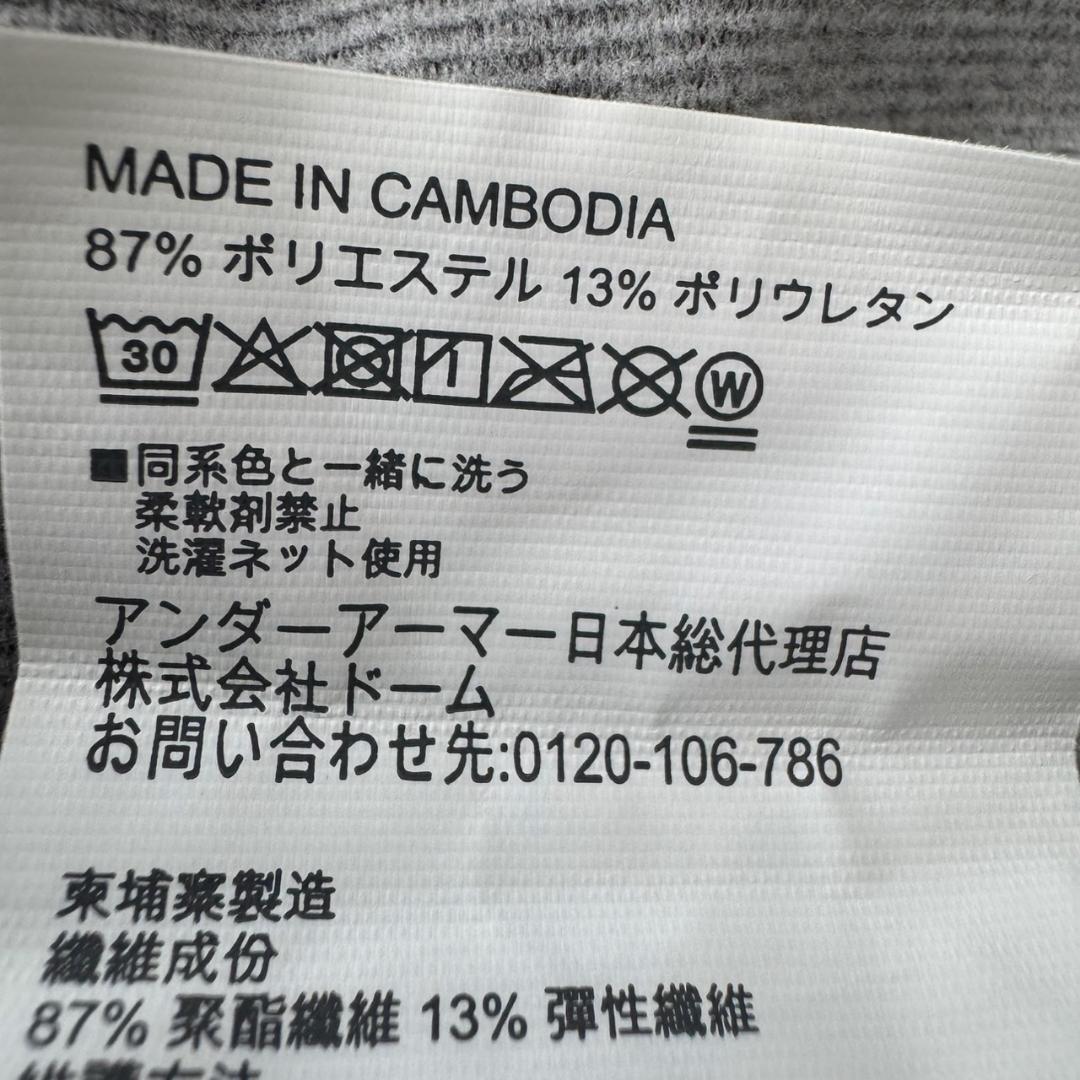 MADE IN CAMBODIA
87% ポリエステル 13% ポリウレタン
30 W
■同系色と一緒に洗う
柔軟剤禁止
洗濯ネット使用
アンダーアーマー日本総代理店
株式会社ドーム
お問い合わせ先:0120-106-786
柬埔寨製造
纖維成份
87% 聚酯纖維 13% 彈性纖維